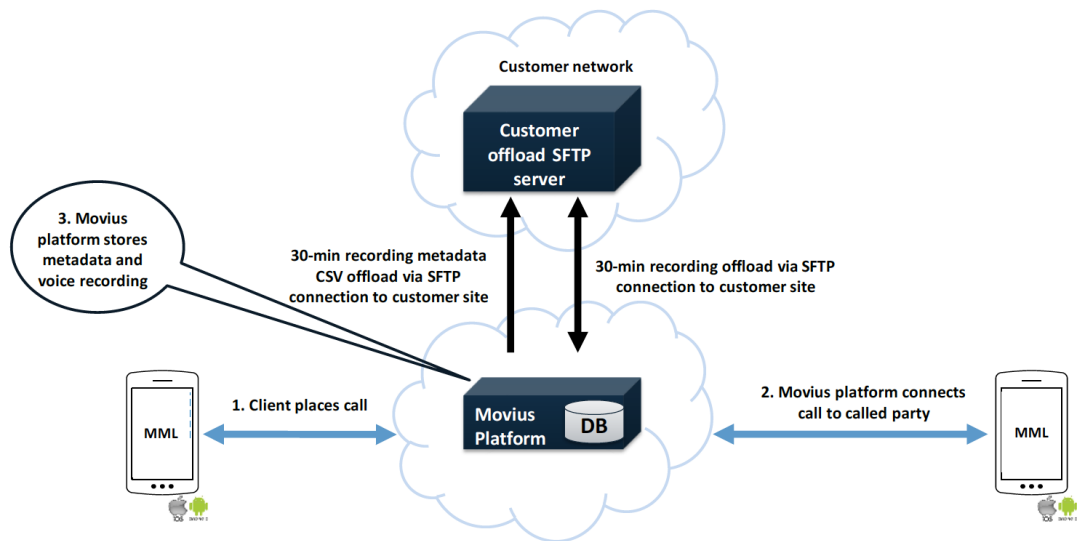 Customer network
Customer
offload SFTP
server
3. Movius
platform stores
metadata and
voice recording
30-min recording metadata
CSV offload via SFTP
connection to customer site
30-min recording offload via SFTP
connection to customer site
1. Client places call
2. Movius platform connects
call to called party
MML
Movius
Platform
DB
MML
iOS
iOS